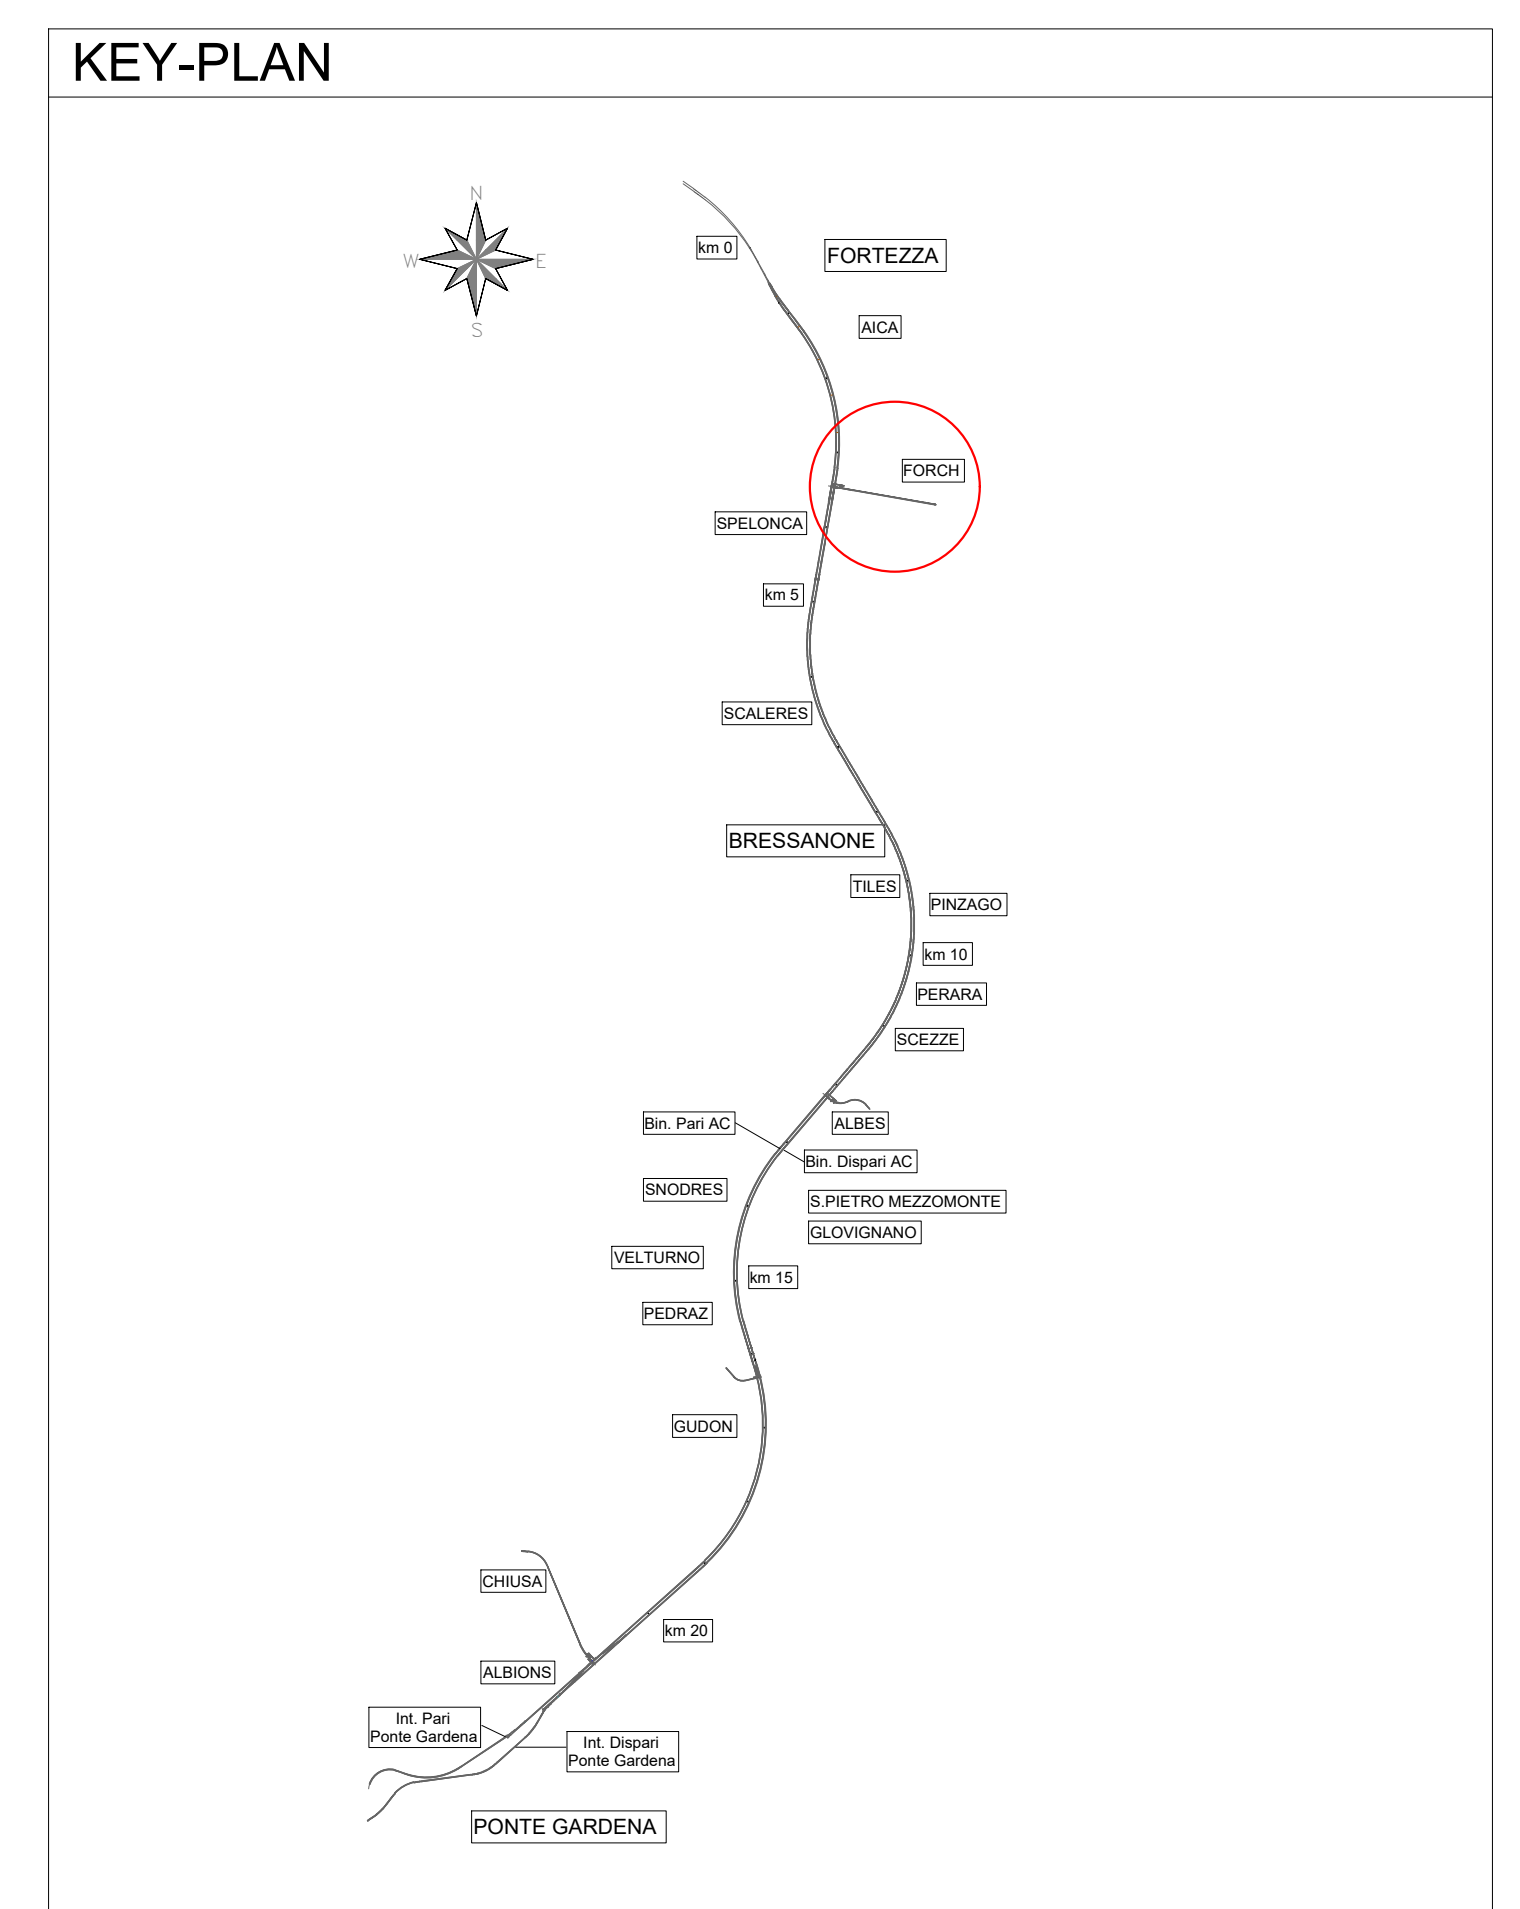 KEY-PLAN
N
W
E
S
km 0
FORTEZZA
AICA
FORCH
SPELONCA
km 5
SCALERES
BRESSANONE
TILES
PINZAGO
km 10
PERARA
SCEZZE
Bin. Pari AC
ALBES
Bin. Dispari AC
SNODRES
S.PIETRO MEZZOMONTE
GLOVIGNANO
VELTURNO
km 15
PEDRAZ
GUDON
CHIUSA
km 20
ALBIONS
Int. Pari
Ponte Gardena
Int. Dispari
Ponte Gardena
PONTE GARDENA